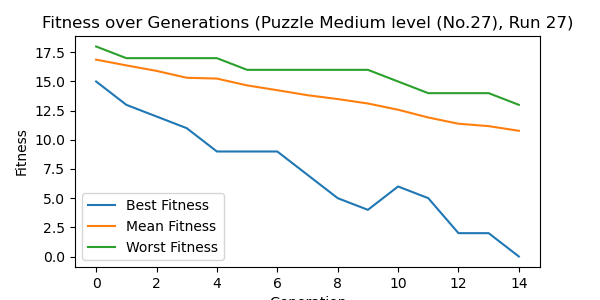 Fitness over Generations (Puzzle Medium level (No.27), Run 27)
17.5
15.0
12.5
10.0
7.5
5.0
2.5
0.0
Fitness
Best Fitness
Mean Fitness
Worst Fitness
0 2 4 6 8 10 12 14
Generation